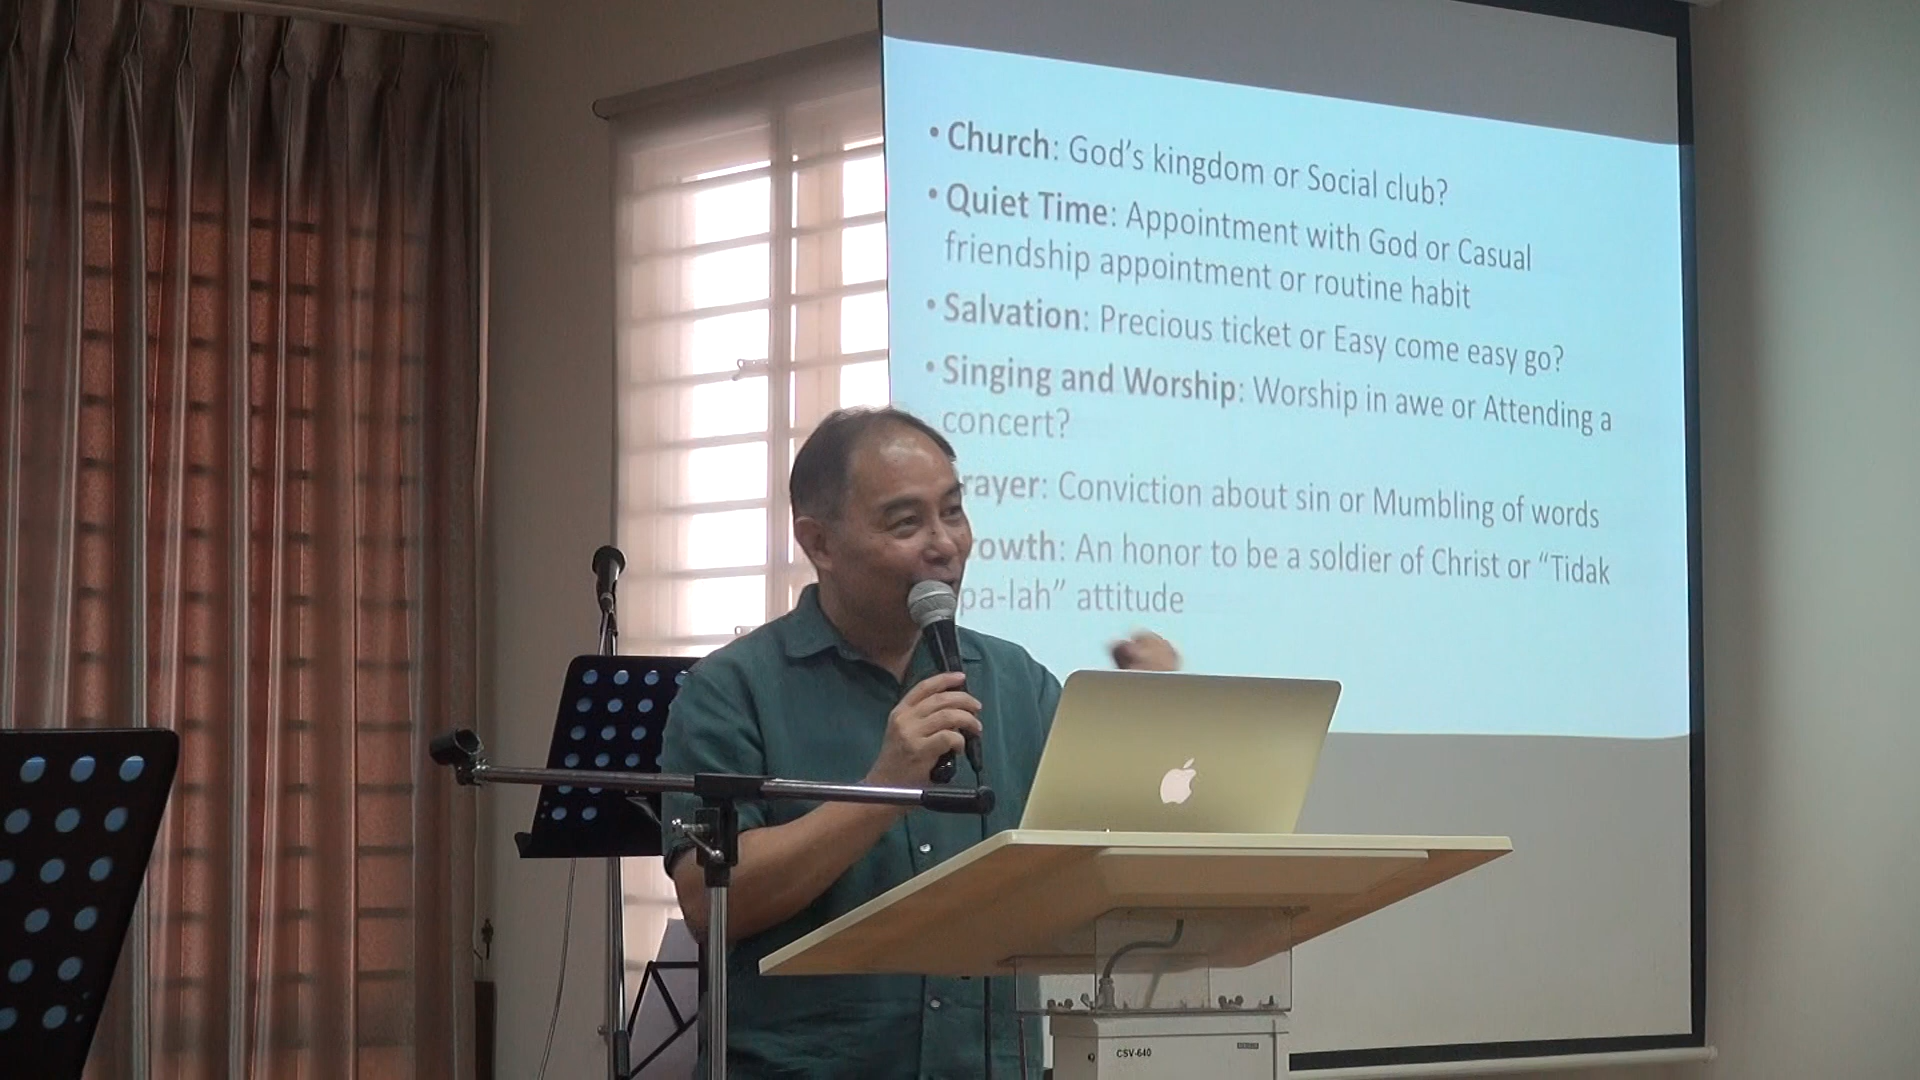 • Church: God's kingdom or Social club?
• Quiet Time: Appointment with God or Casual
friendship appointment or routine habit
• Salvation: Precious ticket or Easy come easy go?
• Singing and Worship: Worship in awe or Attending a
concert?
rayer: Conviction about sin or Mumbling of words
rowth: An honor to be a soldier of Christ or “Tidak
pa-lah” attitude
CSV-640